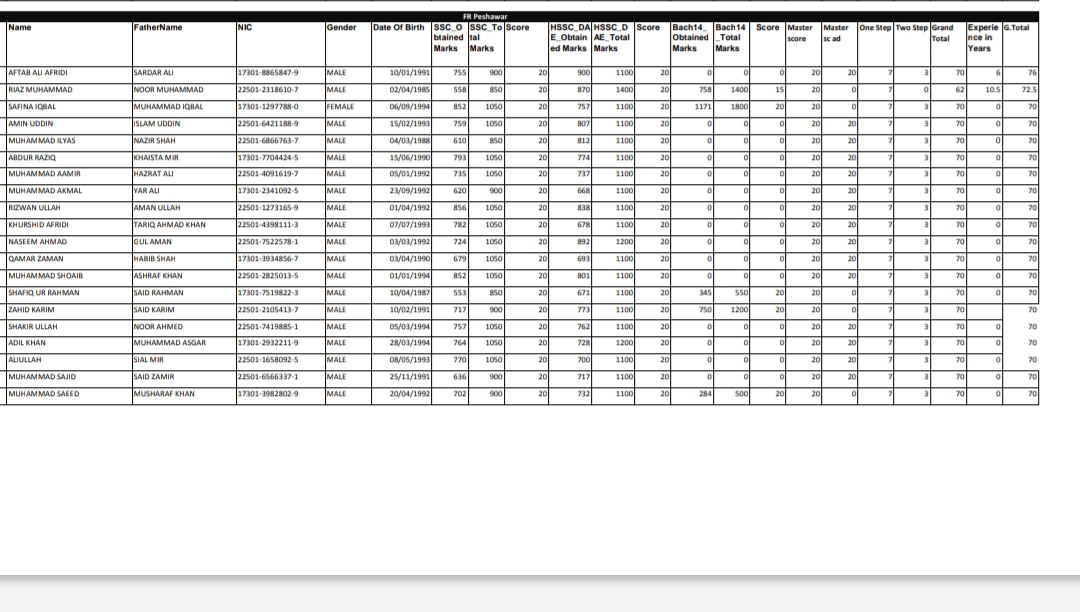 FR Peshawar
Name FatherName NIC Gender Date Of Birth SSC_O SSC_To Score HSSC_DA HSSC_D Score Bach14_ Bach14 Score Master Master One Step Two Step Grand Experie G.Total
btained tal E_Obtain AE_Total Obtained _Total score sc ad Total nce in
Marks Marks ed Marks Marks Marks Marks Years
AFTAB ALI AFRIDI SARDAR ALI 17301-8865847-9 MALE 10/01/1991 755 900 20 900 1100 20 0 0 0 20 20 7 3 70 6 76
RIAZ MUHAMMAD NOOR MUHAMMAD 22501-2318610-7 MALE 02/04/1985 558 850 20 870 1100 20 758 1400 15 20 0 7 0 62 10.5 72.5
SAFINA IQBAL MUHAMMAD IQBAL 17301-1297788-0 FEMALE 06/09/1994 852 1050 20 757 1100 20 1171 1800 20 20 0 7 3 70 0 70
AMIN UDDIN ISLAM UDDIN 22501-6421188-9 MALE 15/02/1993 759 1050 20 807 1100 20 0 0 0 20 20 7 3 70 0 70
MUHAMMAD ILYAS NAZIR SHAH 22501-6866763-7 MALE 04/03/1988 610 850 20 812 1100 20 0 0 0 20 20 7 3 70 0 70
ABDUR RAZIQ KHAISTA MIR 17301-7704424-5 MALE 15/06/1990 793 1050 20 774 1100 20 0 0 0 20 20 7 3 70 0 70
MUHAMMAD AAMIR HAZRAT ALI 22501-4091619-7 MALE 05/01/1992 735 1050 20 737 1100 20 0 0 0 20 20 7 3 70 0 70
MUHAMMAD AKMAL YAR ALI 17301-2341092-5 MALE 23/09/1992 620 900 20 668 1100 20 0 0 0 20 20 7 3 70 0 70
RIZWAN ULLAH AMAN ULLAH 22501-1273165-9 MALE 01/04/1992 856 1050 20 838 1100 20 0 0 0 20 20 7 3 70 0 70
KHURSHID AFRIDI TARIQ AHMAD KHAN 22501-4398111-3 MALE 07/07/1993 782 1050 20 678 1100 20 0 0 0 20 20 7 3 70 0 70
NASEEM AHMAD GUL AMAN 22501-7522578-1 MALE 03/03/1992 724 1050 20 892 1200 20 0 0 0 20 20 7 3 70 0 70
QAMAR ZAMAN HABIB SHAH 17301-3934856-7 MALE 03/04/1990 679 1050 20 693 1100 20 0 0 0 20 20 7 3 70 0 70
MUHAMMAD SHOAIB ASHRAF KHAN 22501-2825013-5 MALE 01/01/1994 852 1050 20 801 1100 20 0 0 0 20 20 7 3 70 0 70
SHAFIQ UR RAHMAN SAID RAHMAN 17301-7519822-3 MALE 10/04/1987 553 850 20 671 1100 20 345 550 20 20 0 7 3 70 0 70
ZAHID KARIM SAID KARIM 22501-2105413-7 MALE 10/02/1991 717 900 20 773 1100 20 750 1200 20 20 0 7 3 70 70
SHAKIR ULLAH NOOR AHMED 22501-7419885-1 MALE 05/03/1994 757 1050 20 762 1100 20 0 0 0 20 20 7 3 70 0 70
ADIL KHAN MUHAMMAD ASGAR 17301-2932211-9 MALE 28/03/1994 764 1050 20 728 1200 20 0 0 0 20 20 7 3 70 0 70
ALIULLAH SIAL MIR 22501-1658092-5 MALE 08/05/1993 770 1050 20 700 1100 20 0 0 0 20 20 7 3 70 0 70
MUHAMMAD SAJID SAID ZAMIR 22501-6566337-1 MALE 25/11/1991 636 900 20 717 1100 20 0 0 0 20 20 7 3 70 0 70
MUHAMMAD SAEED MUSHARAF KHAN 17301-3982802-9 MALE 20/04/1992 702 900 20 732 1100 20 284 500 20 20 0 7 3 70 0 70